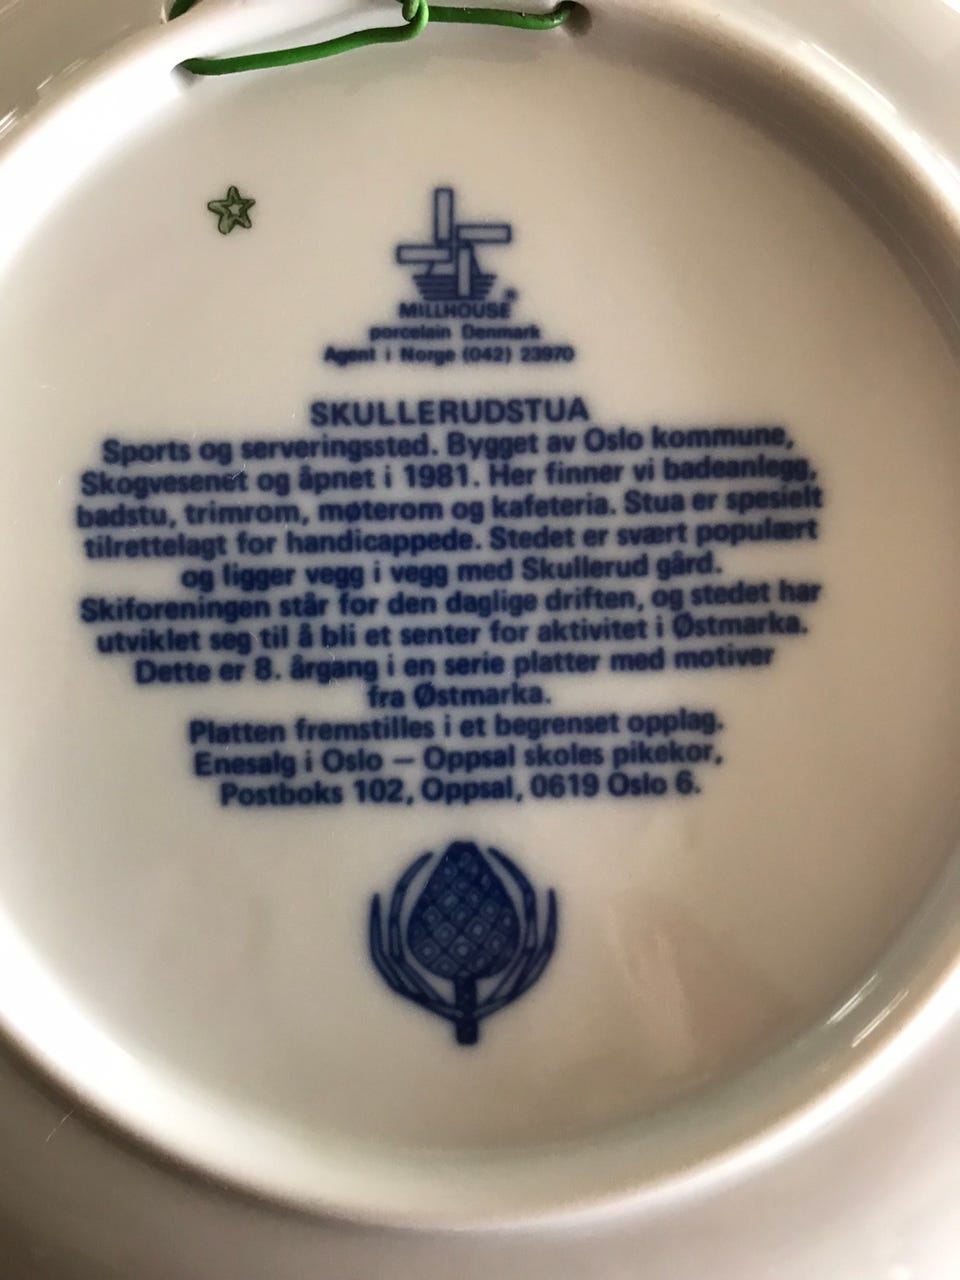 MILLHOUSE
porcelain Denmark
Agent i Norge (042) 23970
SKULLERUDSTUA
Sports og serveringssted. Bygget av Oslo kommune,
Skogvesenet og åpnet i 1981. Her finner vi badeanlegg,
badstu, trimrom, møterom og kafeteria. Stua er spesielt
tilrettelagt for handicappede. Stedet er svært populært
og ligger vegg i vegg med Skullerud gård.
Skiforeningen står for den daglige driften, og stedet har
utviklet seg til å bli et senter for aktivitet i Østmarka.
Dette er 8. årgang i en serie platter med motiver
fra Østmarka.
Platten fremstilles i et begrenset opplag.
Enesalg i Oslo – Oppsal skoles pikekor,
Postboks 102, Oppsal, 0619 Oslo 6.